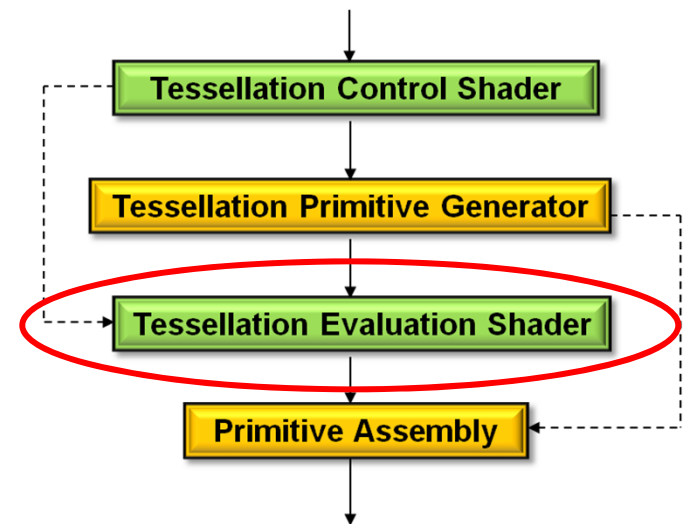 Tessellation Control Shader
Tessellation Primitive Generator
Tessellation Evaluation Shader
Primitive Assembly